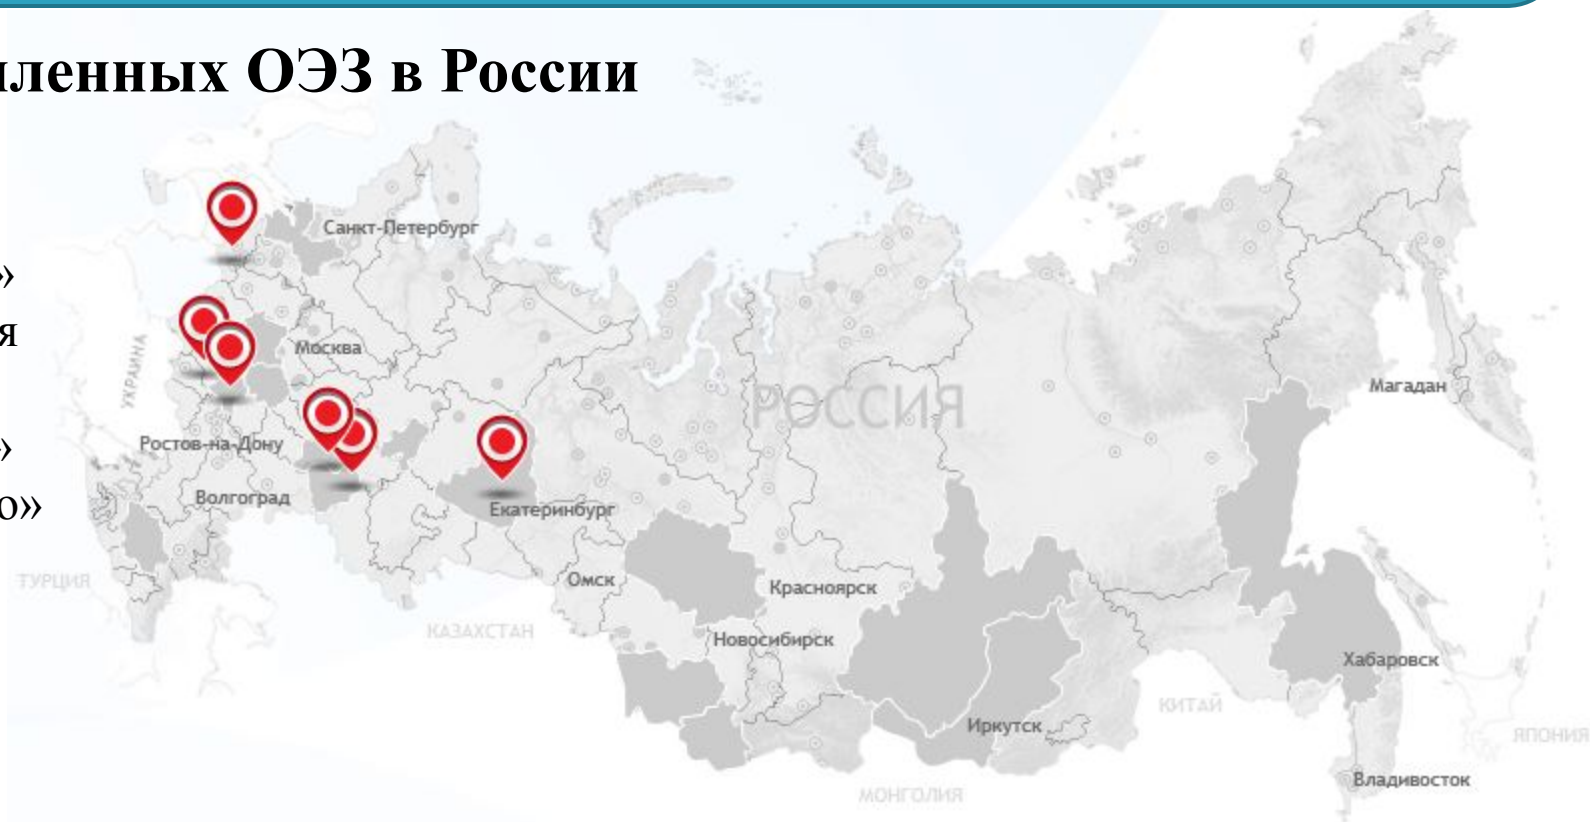 ленных ОЭЗ в России
»
я
»
о»
Санкт-Петербург
УКРАИНА
Москва
РОССИЯ
Магадан
Ростов-на-Дону
Волгоград
Екатеринбург
ТУРЦИЯ
Омск
Красноярск
КАЗАХСТАН
Новосибирск
Хабаровск
КИТАЙ
Иркутск
ЯПОНИЯ
Владивосток
МОНГОЛИЯ